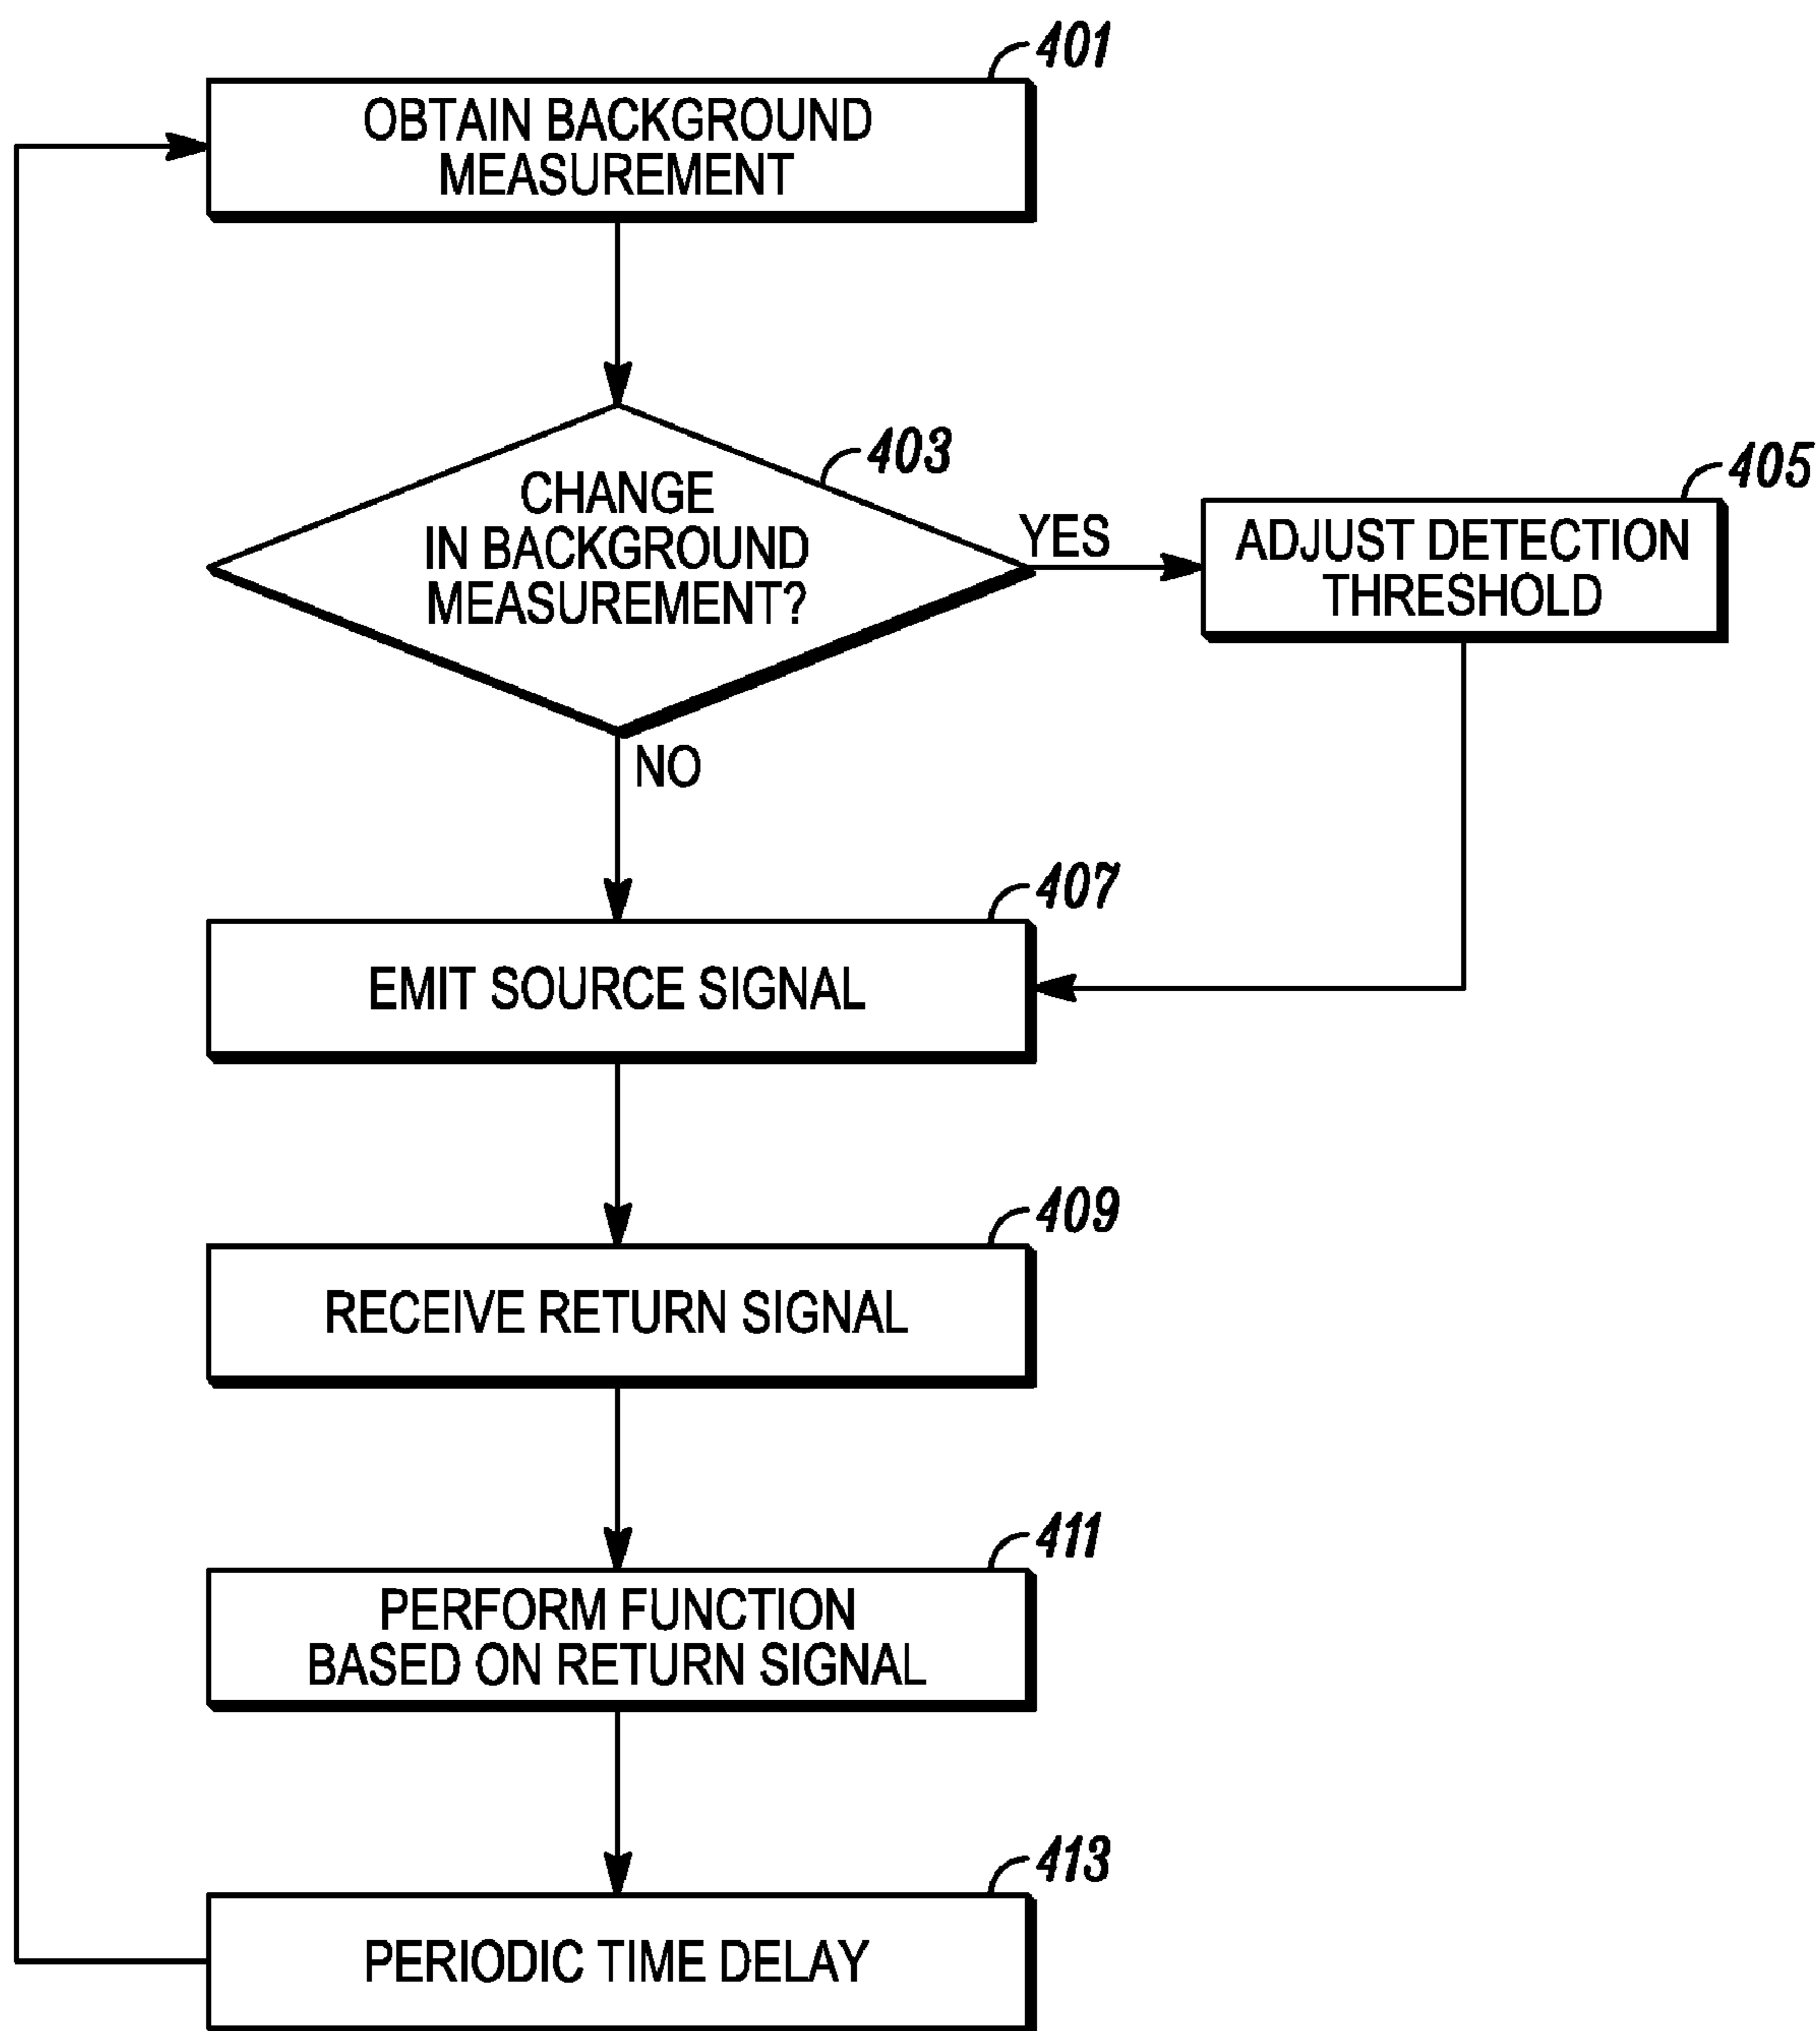 401
OBTAIN BACKGROUND
MEASUREMENT
403
CHANGE
IN BACKGROUND
MEASUREMENT?
YES
405
ADJUST DETECTION
THRESHOLD
NO
407
EMIT SOURCE SIGNAL
409
RECEIVE RETURN SIGNAL
411
PERFORM FUNCTION
BASED ON RETURN SIGNAL
413
PERIODIC TIME DELAY